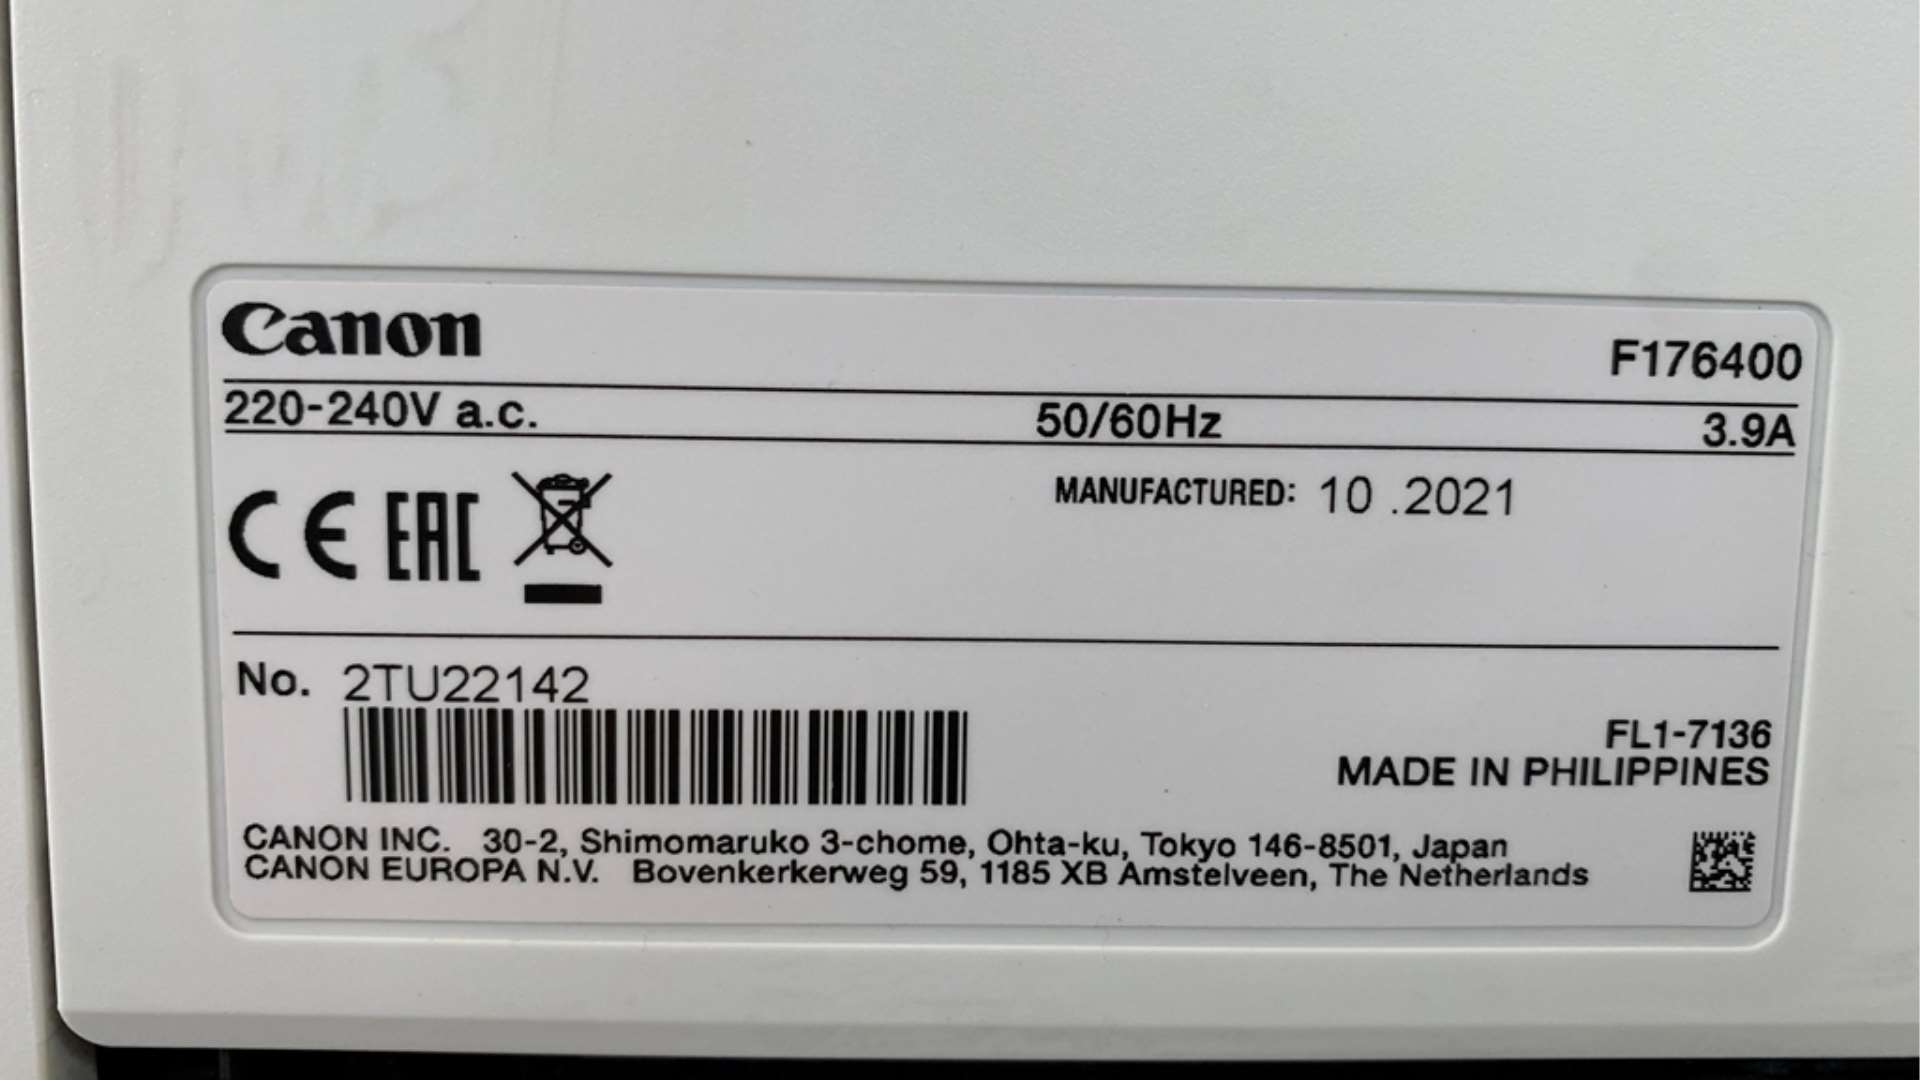 Canon
F176400
220-240V a.c. 50/60Hz 3.9A
CE EAC
MANUFACTURED: 10 .2021
No. 2TU22142
FL1-7136
MADE IN PHILIPPINES
CANON INC. 30-2, Shimomaruko 3-chome, Ohta-ku, Tokyo 146-8501, Japan
CANON EUROPA N.V. Bovenkerkerweg 59, 1185 XB Amstelveen, The Netherlands